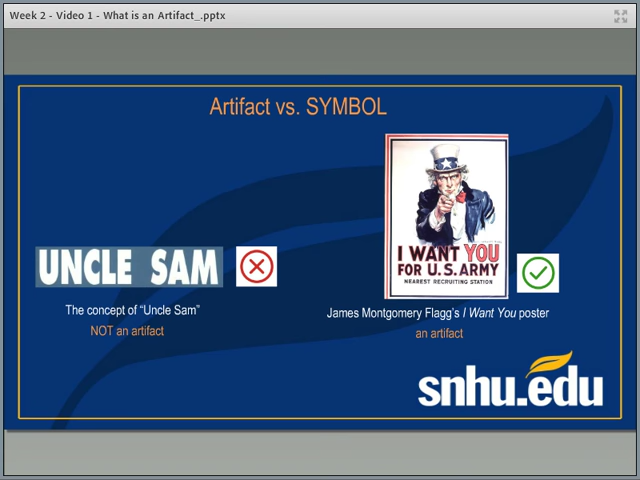 Week 2 - Video 1 - What is an Artifact_.pptx
Artifact vs. SYMBOL
UNCLE SAM
The concept of “Uncle Sam”
NOT an artifact
I WANT YOU
FOR U.S. ARMY
NEAREST RECRUITING STATION
James Montgomery Flagg’s I Want You poster
an artifact
snhu.edu